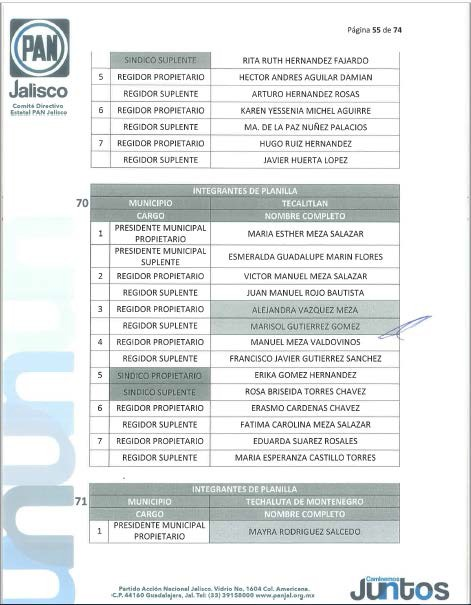 Página 55 de 74
PAN
Jalisco
Comité Directivo
Estatal PAN Jalisco
SINDICO SUPLENTE RITA RUTH HERNANDEZ FAJARDO
5 REGIDOR PROPIETARIO HECTOR ANDRES AGUILAR DAMIAN
REGIDOR SUPLENTE ARTURO HERNANDEZ ROSAS
6 REGIDOR PROPIETARIO KAREN YESSENIA MICHEL AGUIRRE
REGIDOR SUPLENTE MA. DE LA PAZ NUÑEZ PALACIOS
7 REGIDOR PROPIETARIO HUGO RUIZ HERNANDEZ
REGIDOR SUPLENTE JAVIER HUERTA LOPEZ
INTEGRANTES DE PLANILLA
70 MUNICIPIO TECALITLAN
CARGO NOMBRE COMPLETO
1 PRESIDENTE MUNICIPAL PROPIETARIO MARIA ESTHER MEZA SALAZAR
PRESIDENTE MUNICIPAL SUPLENTE ESMERALDA GUADALUPE MARIN FLORES
2 REGIDOR PROPIETARIO VICTOR MANUEL MEZA SALAZAR
REGIDOR SUPLENTE JUAN MANUEL ROJO BAUTISTA
3 REGIDOR PROPIETARIO ALEJANDRA VAZQUEZ MEZA
REGIDOR SUPLENTE MARISOL GUTIERREZ GOMEZ
4 REGIDOR PROPIETARIO MANUEL MEZA VALDOVINOS
REGIDOR SUPLENTE FRANCISCO JAVIER GUTIERREZ SANCHEZ
5 SINDICO PROPIETARIO ERIKA GOMEZ HERNANDEZ
SINDICO SUPLENTE ROSA BRISEIDA TORRES CHAVEZ
6 REGIDOR PROPIETARIO ERASMO CARDENAS CHAVEZ
REGIDOR SUPLENTE FATIMA CAROLINA MEZA SALAZAR
7 REGIDOR PROPIETARIO EDUARDA SUAREZ ROSALES
REGIDOR SUPLENTE MARIA ESPERANZA CASTILLO TORRES
INTEGRANTES DE PLANILLA
71 MUNICIPIO TECHALUTA DE MONTENEGRO
CARGO NOMBRE COMPLETO
1 PRESIDENTE MUNICIPAL PROPIETARIO MAYRA RODRIGUEZ SALCEDO
Partido Acción Nacional Jalisco. Vidrio No. 1604 Col. Americana.
C.P. 44160 Guadalajara, Jal. Tel: (33) 39158000 www.panjal.org.mx
Caminemos
Juntos